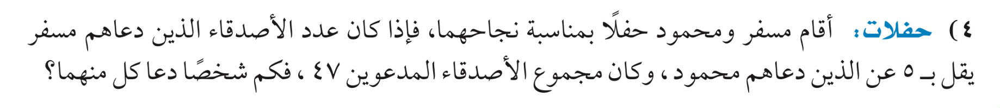 ٤) حفلات: أقام مسفر ومحمود حفلًا بمناسبة نجاحهما، فإذا كان عدد الأصدقاء الذين دعاهم مسفر
يقل بـ ٥ عن الذين دعاهم محمود، وكان مجموع الأصدقاء المدعوين ٤٧، فكم شخصًا دعا كل منهما؟